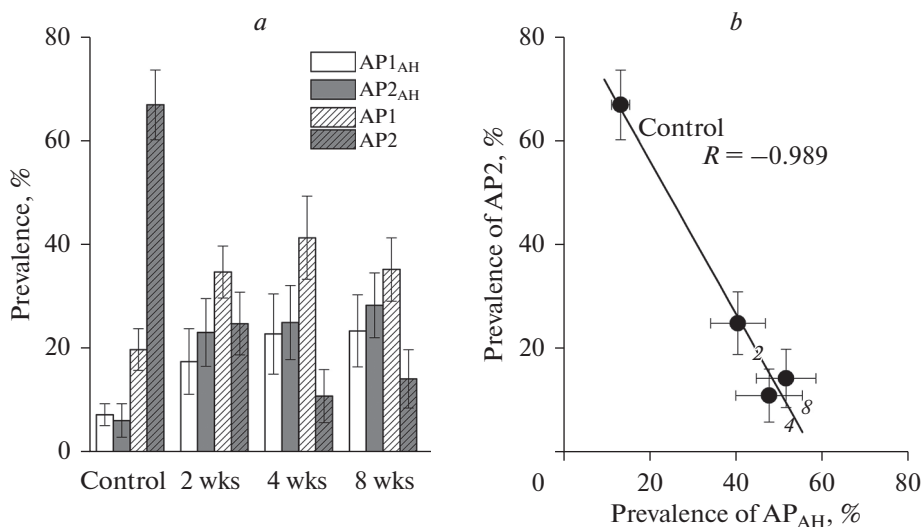 a
80
60
40
20
0
Prevalence, %
AP1AH
AP2AH
AP1
AP2
Control 2 wks 4 wks 8 wks
b
80
60
40
20
0 20 40 60 80
Prevalence of AP2, %
Control
R = −0.989
2
8
4
Prevalence of APAH, %